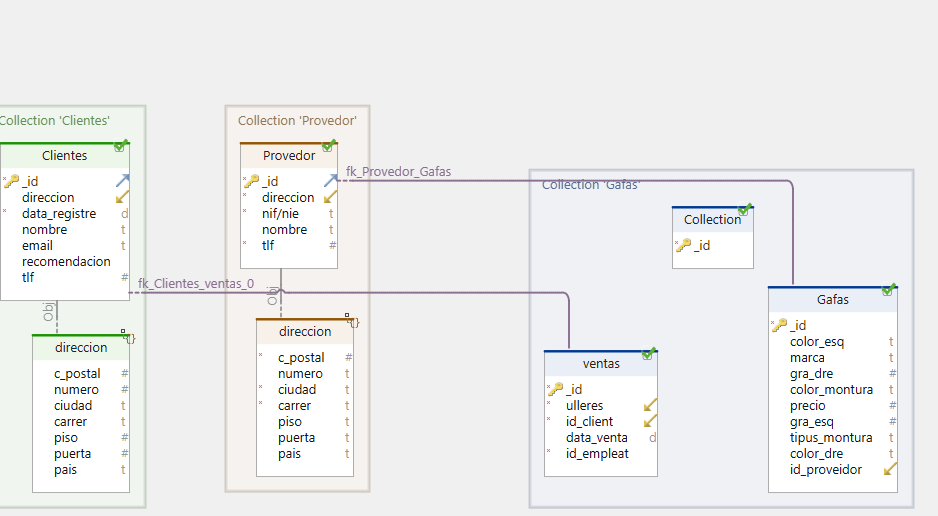 Collection 'Clientes'
Clientes
_id
direccion
data_registre d
nombre t
email t
recomendacion
tlf #
Obj
direccion
{}
c_postal #
numero #
ciudad t
carrer t
piso #
puerta #
pais t
Collection 'Provedor'
Provedor
_id
direccion
nif/nie t
nombre t
tlf #
Obj
direccion
{}
c_postal #
numero t
ciudad t
carrer t
piso t
puerta t
pais t
fk_Provedor_Gafas
fk_Clientes_ventas_0
Collection 'Gafas'
Collection
_id
ventas
_id
ulleres
id_client
data_venta d
id_empleat
Gafas
_id
color_esq t
marca t
gra_dre #
color_montura t
precio #
gra_esq #
tipus_montura t
color_dre t
id_proveidor